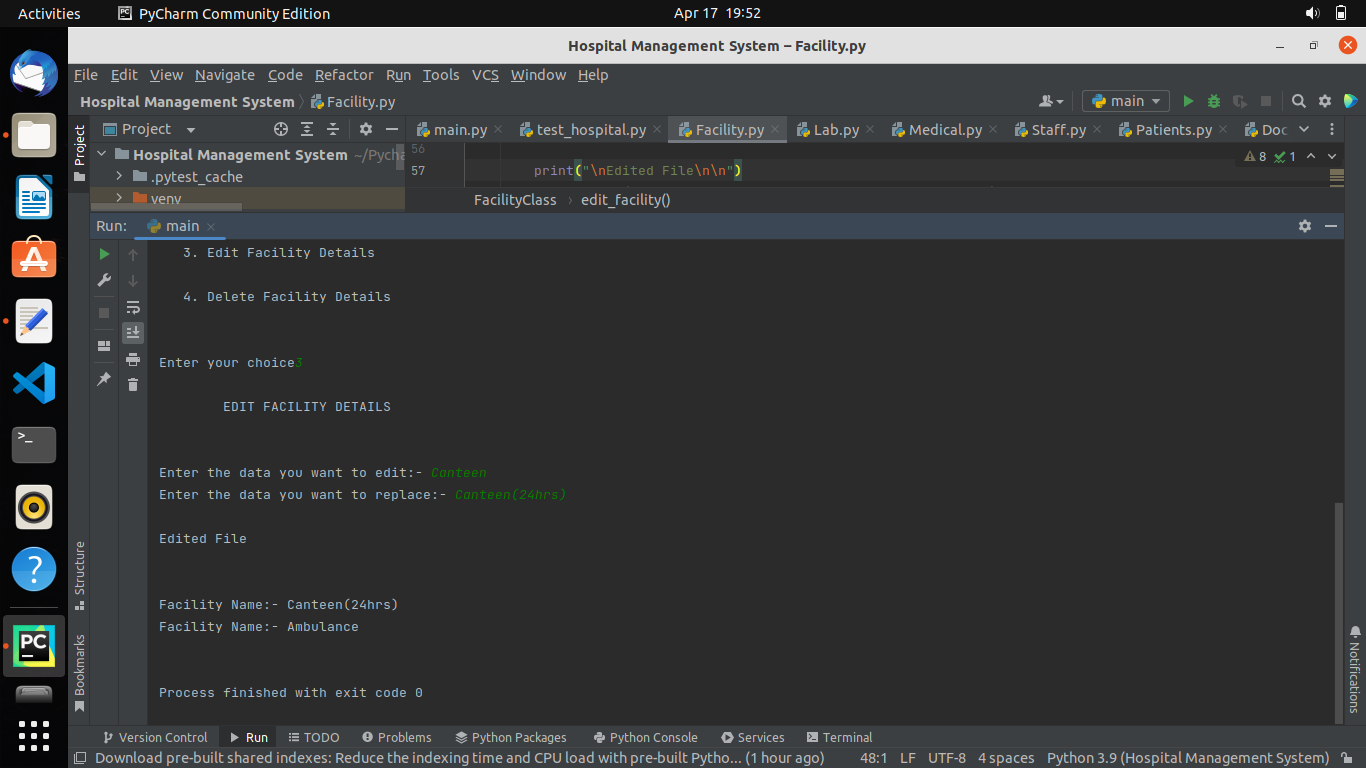 Activities PyCharm Community Edition Apr 17 19:52
Hospital Management System – Facility.py
File Edit View Navigate Code Refactor Run Tools VCS Window Help
Hospital Management System Facility.py main
Project main.py test_hospital.py Facility.py Lab.py Medical.py Staff.py Patients.py Doc
Project
Hospital Management System ~/Pycha
.pytest_cache
venv
56
57 print("\nEdited File\n\n")
8 1
FacilityClass edit_facility()
Run: main
3. Edit Facility Details
4. Delete Facility Details
Enter your choice3
EDIT FACILITY DETAILS
Enter the data you want to edit:- Canteen
Enter the data you want to replace:- Canteen(24hrs)
Edited File
Facility Name:- Canteen(24hrs)
Facility Name:- Ambulance
Process finished with exit code 0
Structure
Bookmarks
Notifications
PC
Version Control Run TODO Problems Python Packages Python Console Services Terminal
Download pre-built shared indexes: Reduce the indexing time and CPU load with pre-built Pytho... (1 hour ago) 48:1 LF UTF-8 4 spaces Python 3.9 (Hospital Management System)